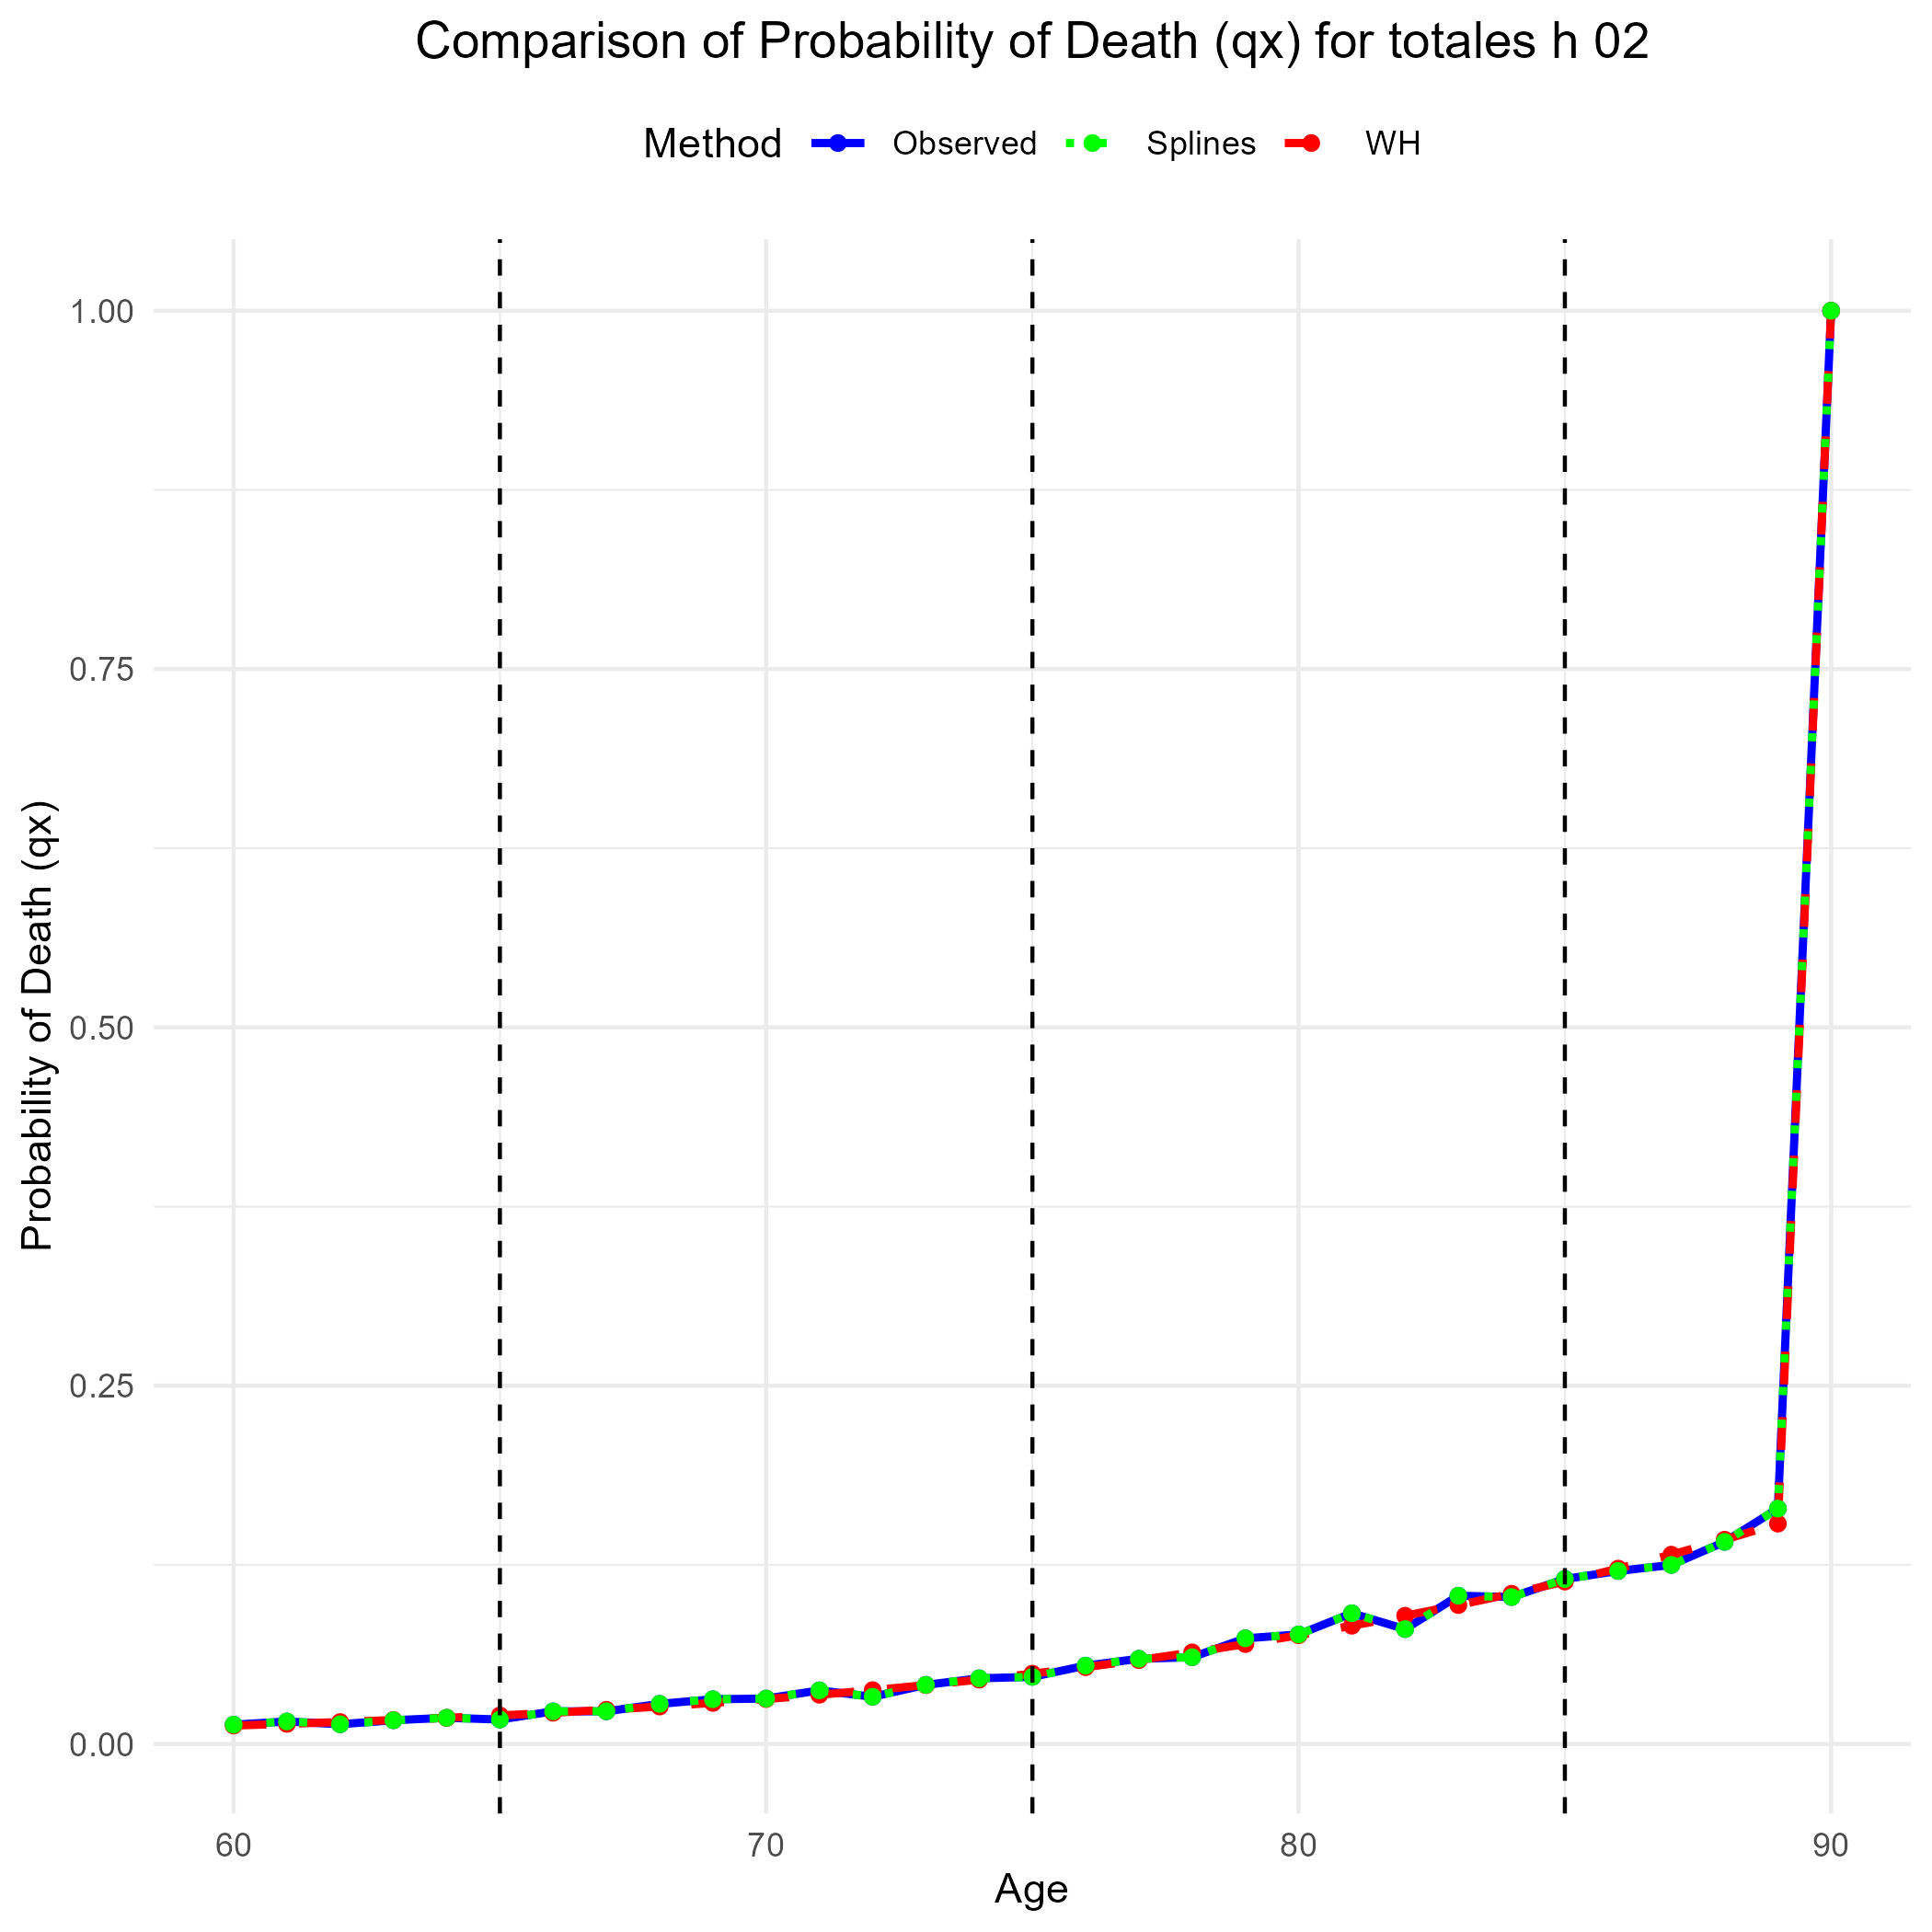 Comparison of Probability of Death (qx) for totales h 02
Method Observed Splines WH
Probability of Death (qx)
1.00
0.75
0.50
0.25
0.00
60 70 80 90
Age